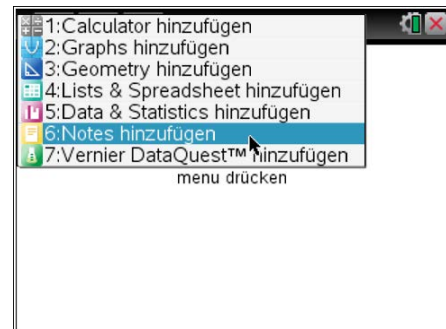 1:Calculator hinzufügen
2:Graphs hinzufügen
3:Geometry hinzufügen
4:Lists & Spreadsheet hinzufügen
5:Data & Statistics hinzufügen
6:Notes hinzufügen
7:Vernier DataQuest™ hinzufügen
menu drücken